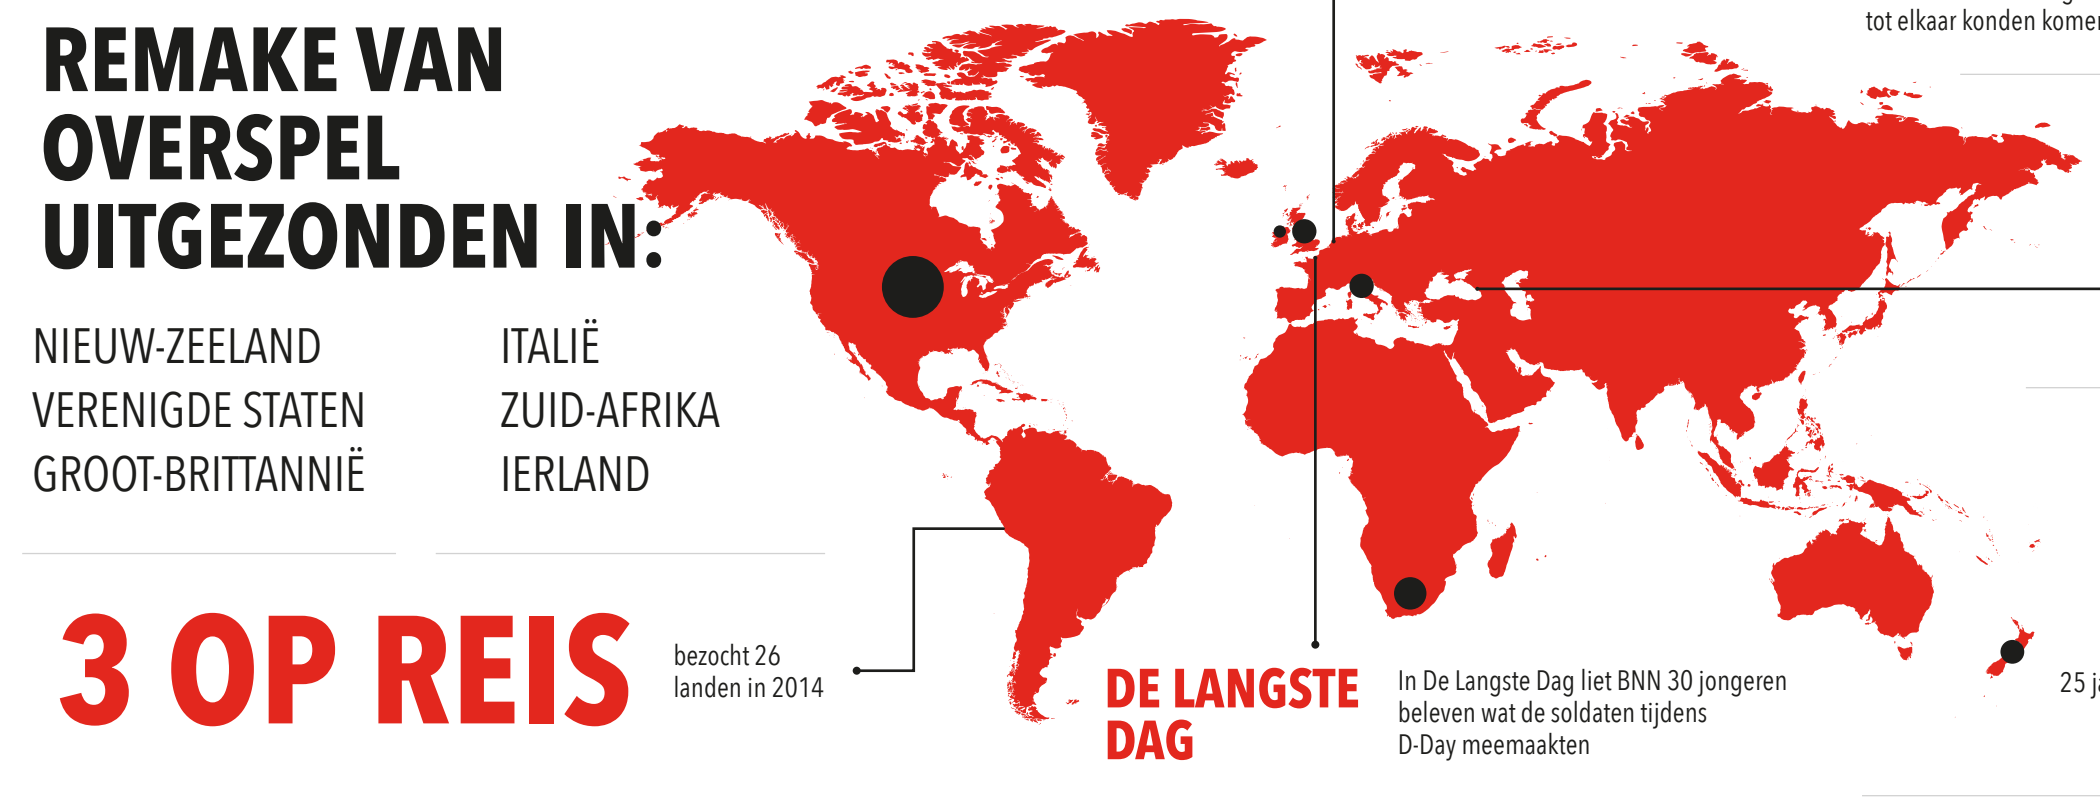 REMAKE VAN
OVERSPEL
UITGEZONDEN IN:
NIEUW-ZEELAND
VERENIGDE STATEN
GROOT-BRITTANNIË
ITALIË
ZUID-AFRIKA
IERLAND
3 OP REIS
bezocht 26
landen in 2014
DE LANGSTE
DAG
In De Langste Dag liet BNN 30 jongeren
beleven wat de soldaten tijdens
D-Day meemaakten
tot elkaar konden
25